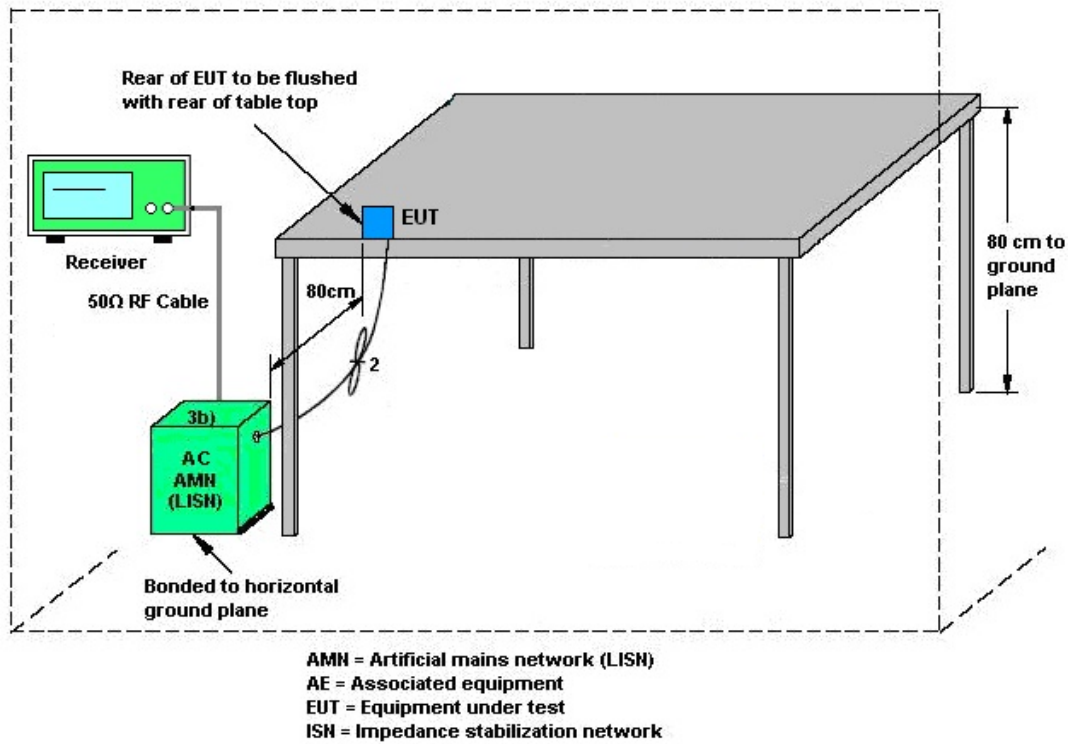 Rear of EUT to be flushed
with rear of table top
EUT
Receiver
50Ω RF Cable
80cm
2
80 cm to
ground
plane
3b)
AC
AMN
(LISN)
Bonded to horizontal
ground plane
AMN = Artificial mains network (LISN)
AE = Associated equipment
EUT = Equipment under test
ISN = Impedance stabilization network